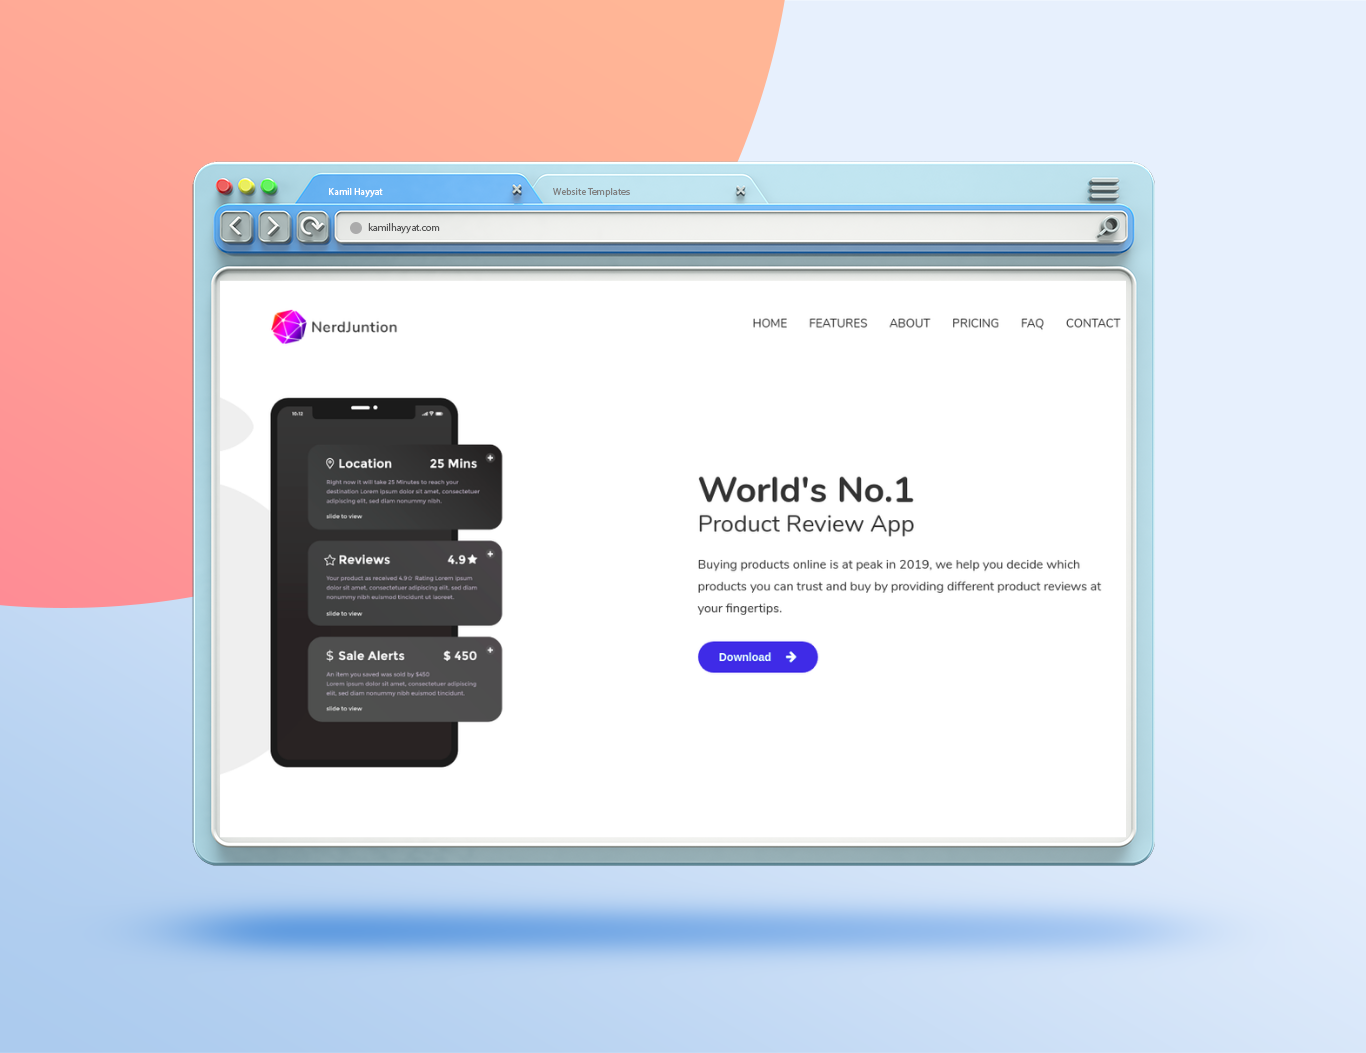 Kamil Hayyat
Website Templates
kamilhayyat.com
NerdJuntion
HOME FEATURES ABOUT PRICING FAQ CONTACT
10:12
Location 25 Mins
Right now it will take 25 Minutes to reach your
destination Lorem ipsum dolor sit amet, consectetuer
adipiscing elit, sed diam nonummy nibh.
slide to view
Reviews 4.9★
Your product as received 4.9☆ Rating Lorem ipsum
dolor sit amet, consectetuer adipiscing elit, sed diam
nonummy nibh euismod tincidunt ut laoreet.
slide to view
$ Sale Alerts $ 450
An item you saved was sold by $450
Lorem ipsum dolor sit amet, consectetuer adipiscing
elit, sed diam nonummy nibh euismod tincidunt.
slide to view
World's No.1
Product Review App
Buying products online is at peak in 2019, we help you decide which
products you can trust and buy by providing different product reviews at
your fingertips.
Download